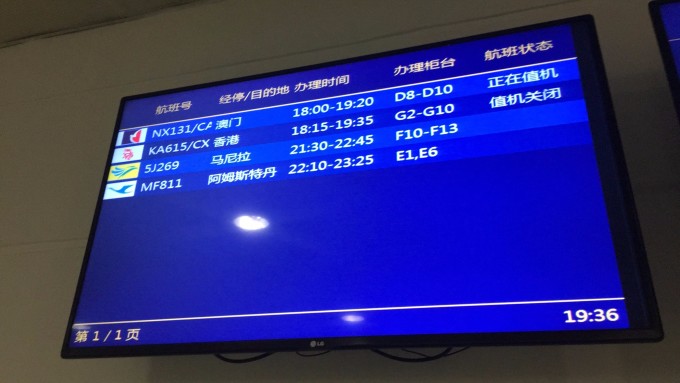 航班号 经停/目的地 办理时间 办理柜台 航班状态
NX131/CA 澳门 18:00-19:20 D8-D10 正在值机
KA615/CX 香港 18:15-19:35 G2-G10 值机关闭
5J269 马尼拉 21:30-22:45 F10-F13
MF811 阿姆斯特丹 22:10-23:25 E1,E6
第 1 / 1 页 19:36
LG